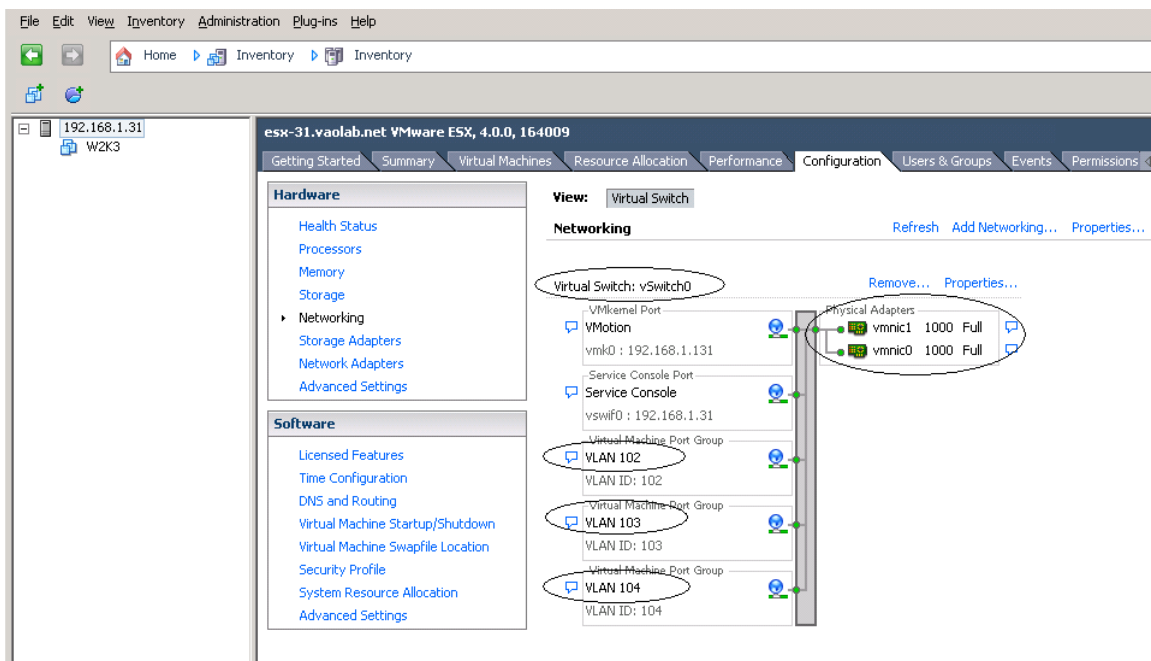 File Edit View Inventory Administration Plug-ins Help
Home Inventory Inventory
192.168.1.31
W2K3
esx-31.vaolab.net VMware ESX, 4.0.0, 164009
Getting Started Summary Virtual Machines Resource Allocation Performance Configuration Users & Groups Events Permissions
Hardware
Health Status
Processors
Memory
Storage
Networking
Storage Adapters
Network Adapters
Advanced Settings
Software
Licensed Features
Time Configuration
DNS and Routing
Virtual Machine Startup/Shutdown
Virtual Machine Swapfile Location
Security Profile
System Resource Allocation
Advanced Settings
View: Virtual Switch
Networking Refresh Add Networking... Properties...
Virtual Switch: vSwitch0 Remove... Properties...
VMkernel Port
VMotion
vmk0 : 192.168.1.131
Service Console Port
Service Console
vswif0 : 192.168.1.31
Virtual Machine Port Group
VLAN 102
VLAN ID: 102
Virtual Machine Port Group
VLAN 103
VLAN ID: 103
Virtual Machine Port Group
VLAN 104
VLAN ID: 104
Physical Adapters
vmnic1 1000 Full
vmnic0 1000 Full